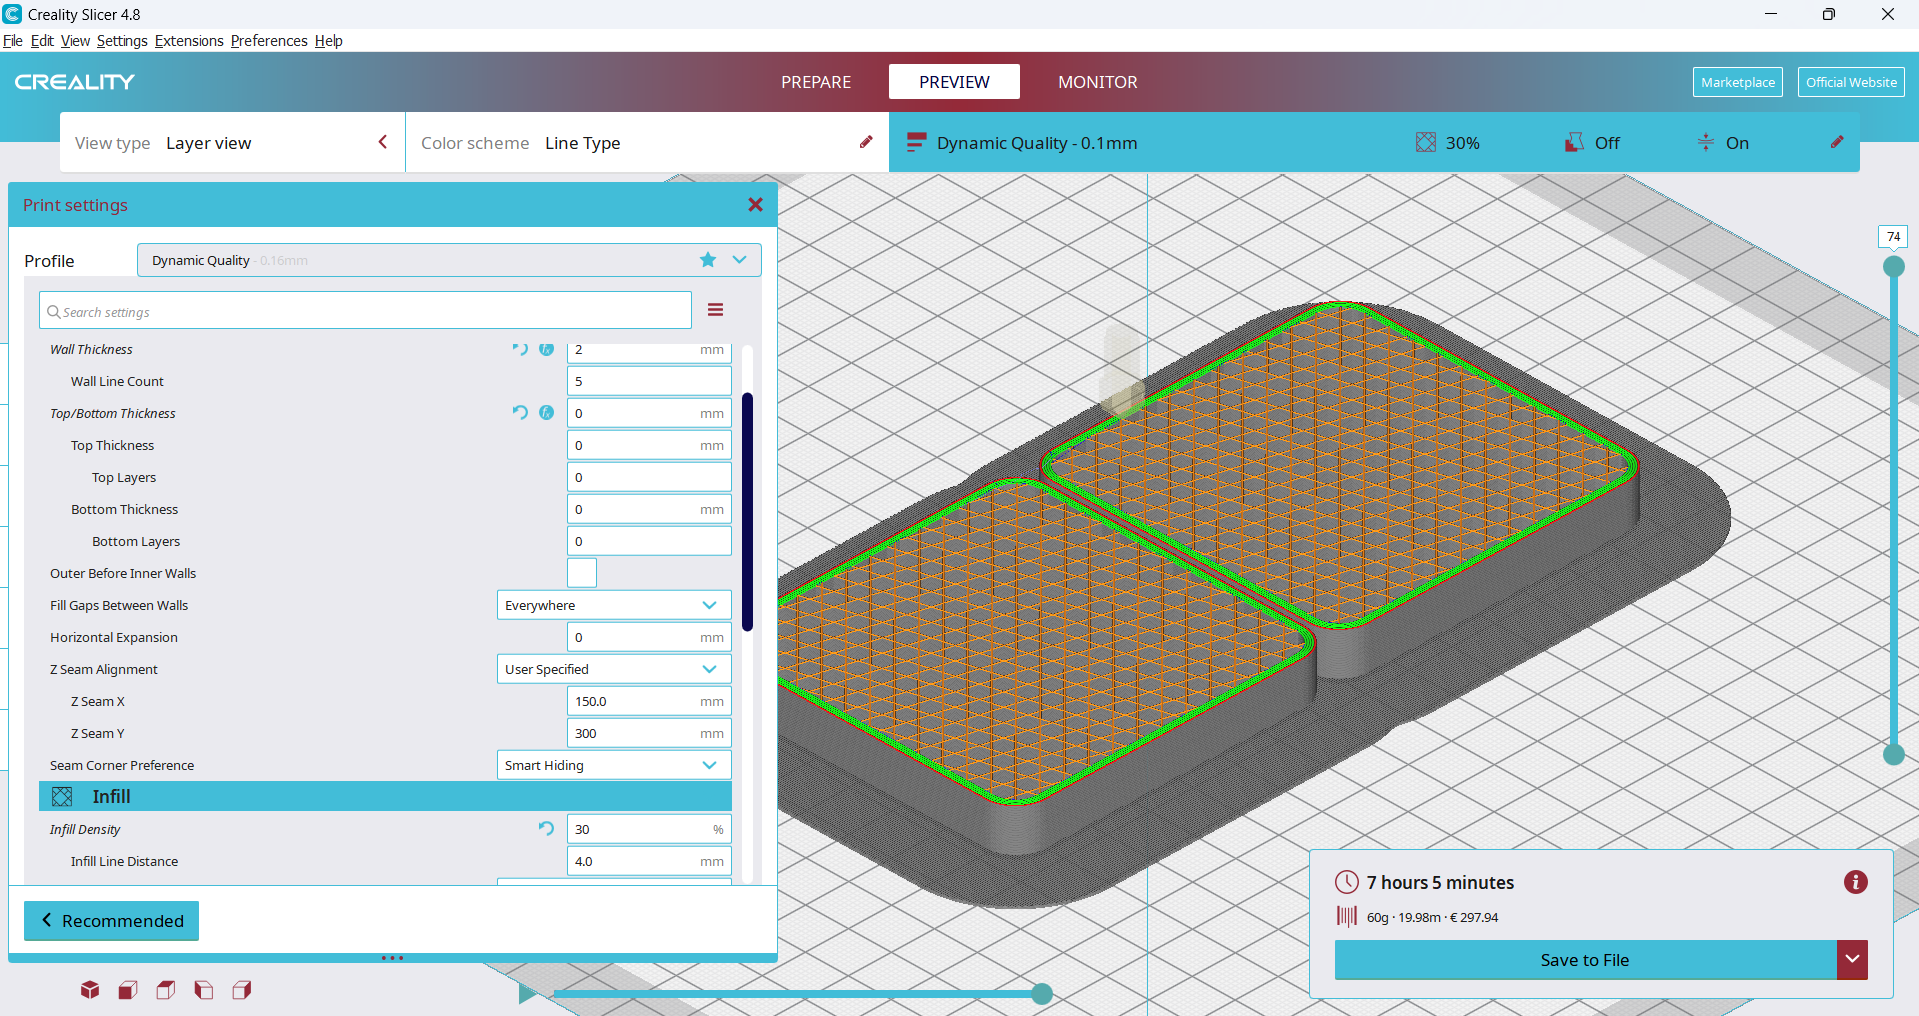 Creality Slicer 4.8
File Edit View Settings Extensions Preferences Help
CREALITY
PREPARE
PREVIEW
MONITOR
Marketplace
Official Website
View type Layer view
Color scheme Line Type
Dynamic Quality - 0.1mm
30%
Off
On
Print settings
Profile
Dynamic Quality - 0.16mm
Search settings
Wall Thickness 2 mm
Wall Line Count 5
Top/Bottom Thickness 0 mm
Top Thickness 0 mm
Top Layers 0
Bottom Thickness 0 mm
Bottom Layers 0
Outer Before Inner Walls
Fill Gaps Between Walls Everywhere
Horizontal Expansion 0 mm
Z Seam Alignment User Specified
Z Seam X 150.0 mm
Z Seam Y 300 mm
Seam Corner Preference Smart Hiding
Infill
Infill Density 30 %
Infill Line Distance 4.0 mm
Recommended
74
7 hours 5 minutes
60g · 19.98m · € 297.94
Save to File